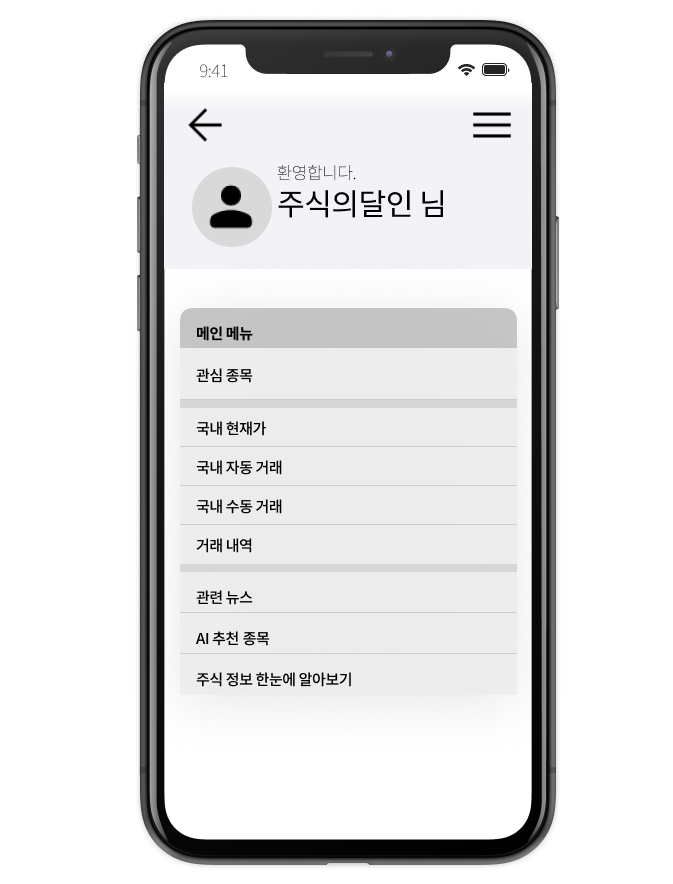 9:41
환영합니다.
주식의달인 님
메인 메뉴
관심 종목
국내 현재가
국내 자동 거래
국내 수동 거래
거래 내역
관련 뉴스
AI 추천 종목
주식 정보 한눈에 알아보기